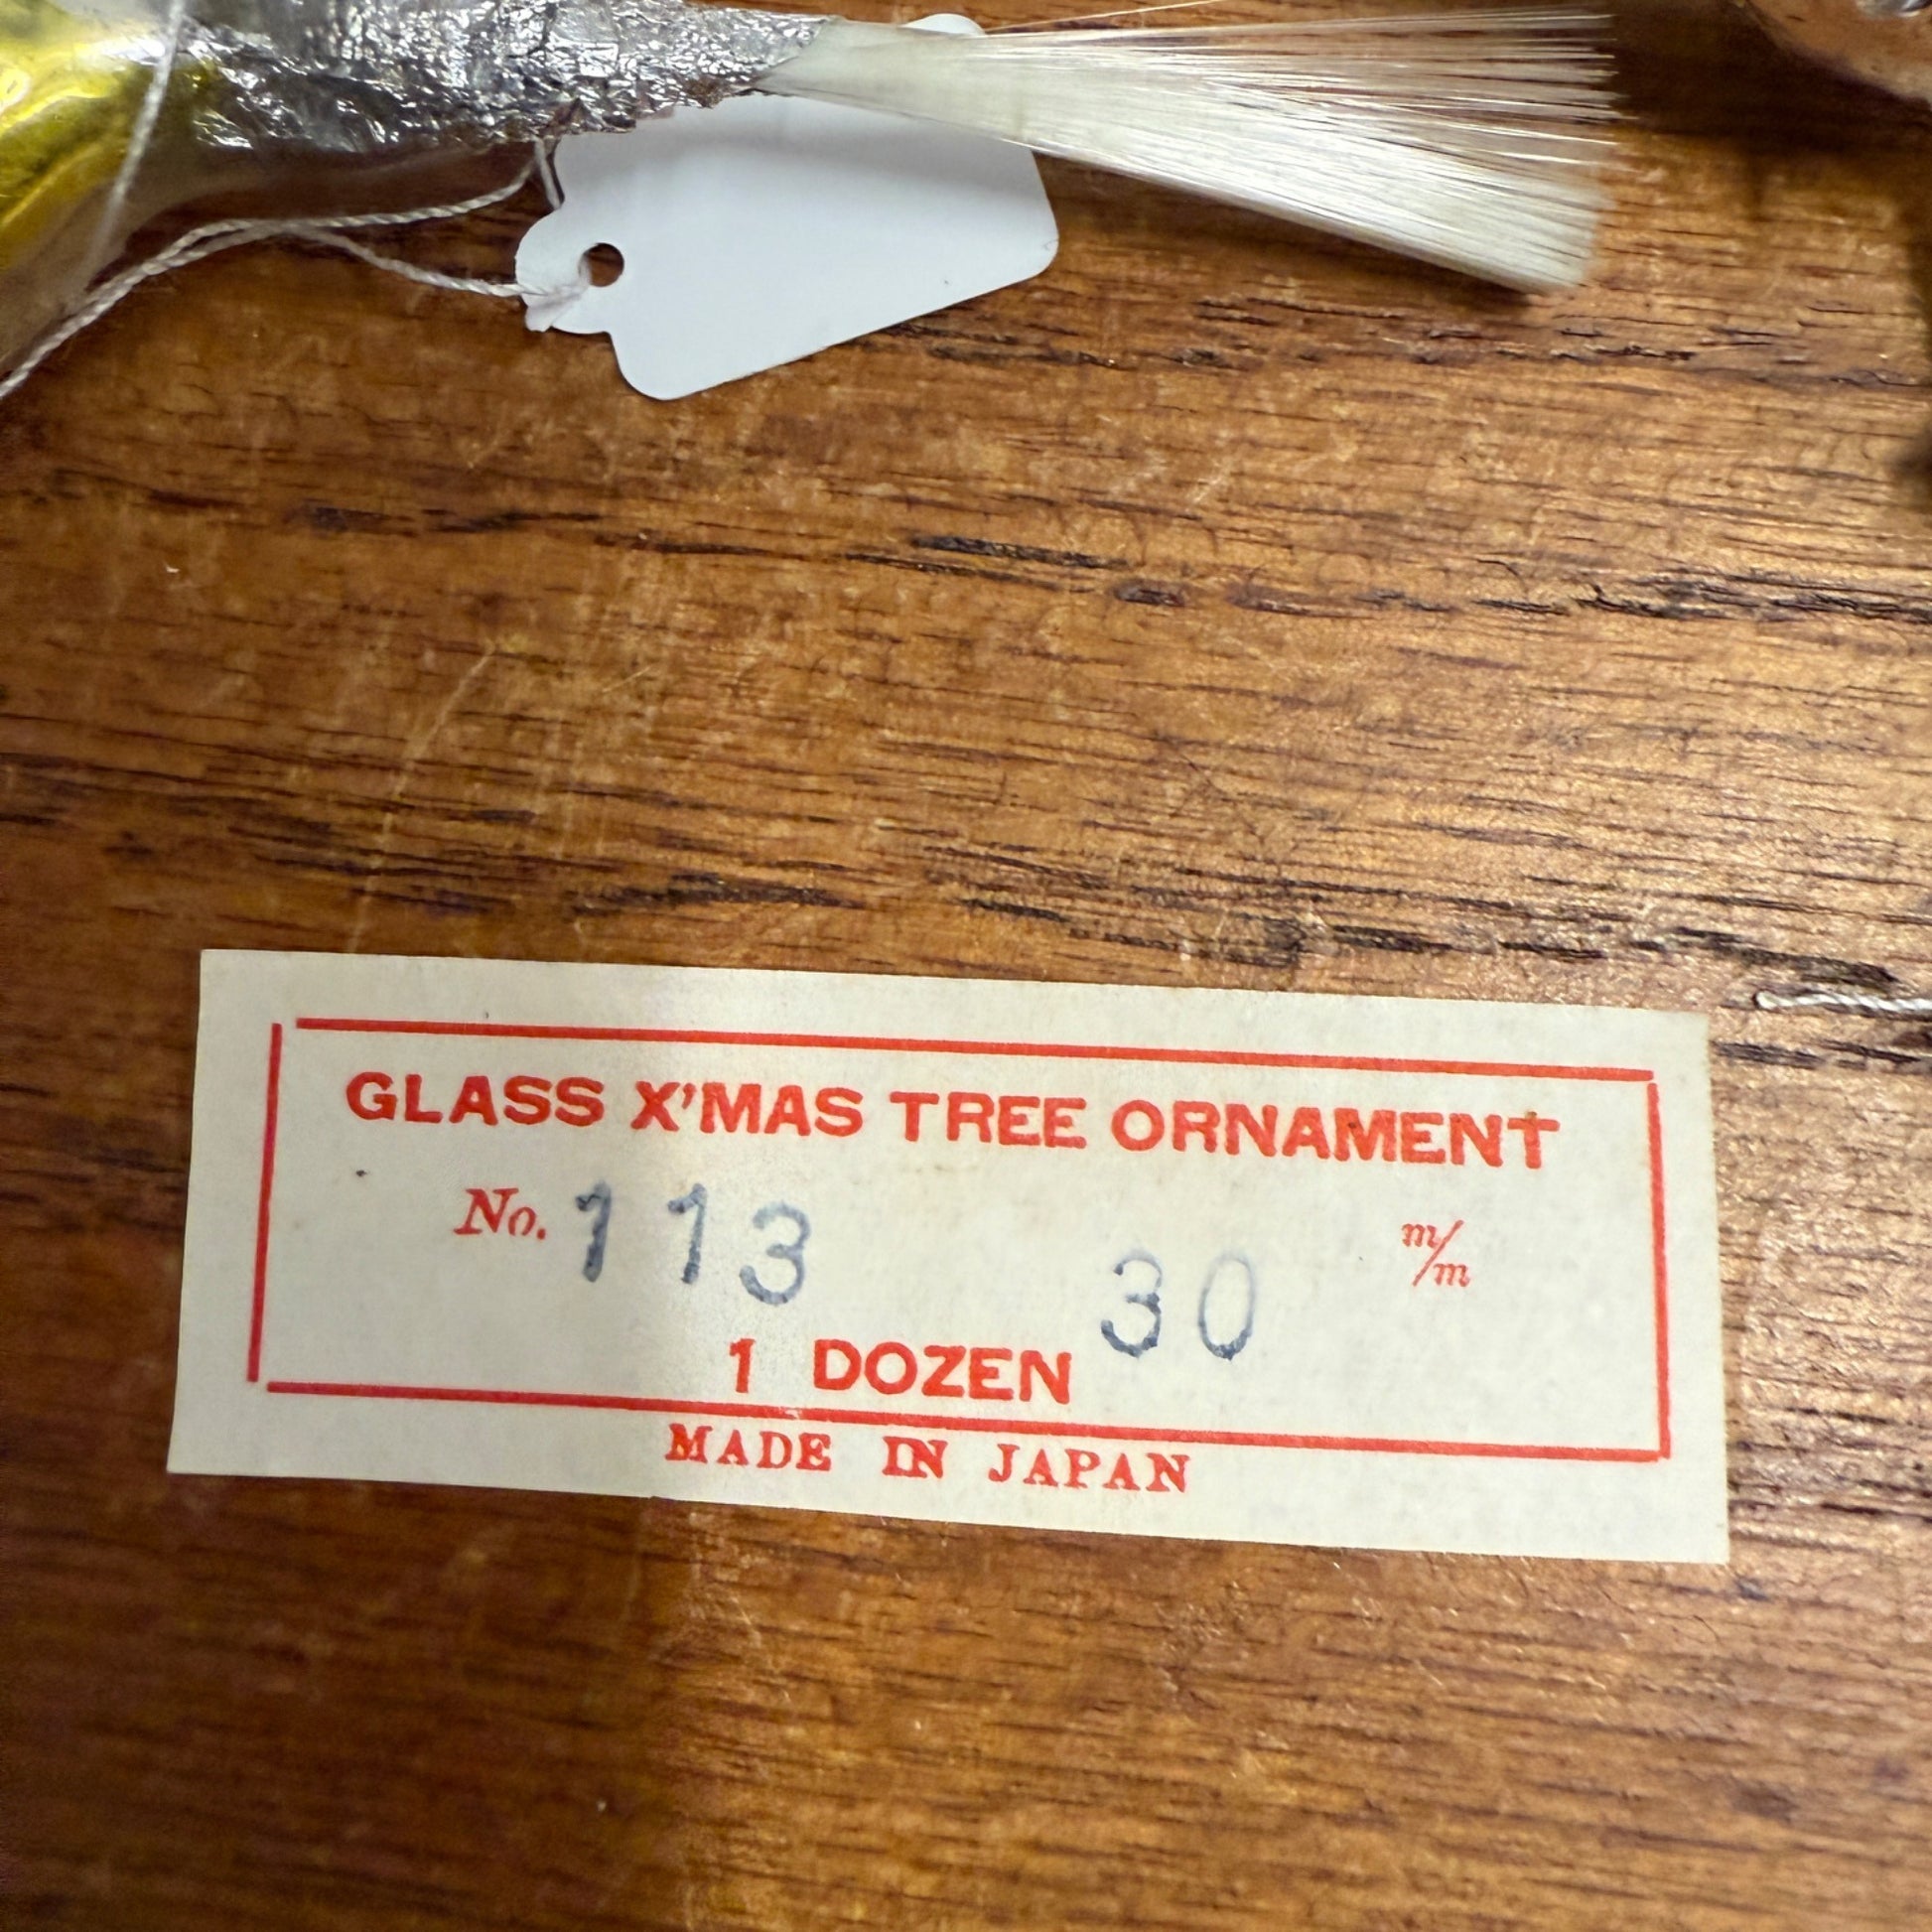 GLASS X'MAS TREE ORNAMENT
No. 113 30 m/m
1 DOZEN
MADE IN JAPAN